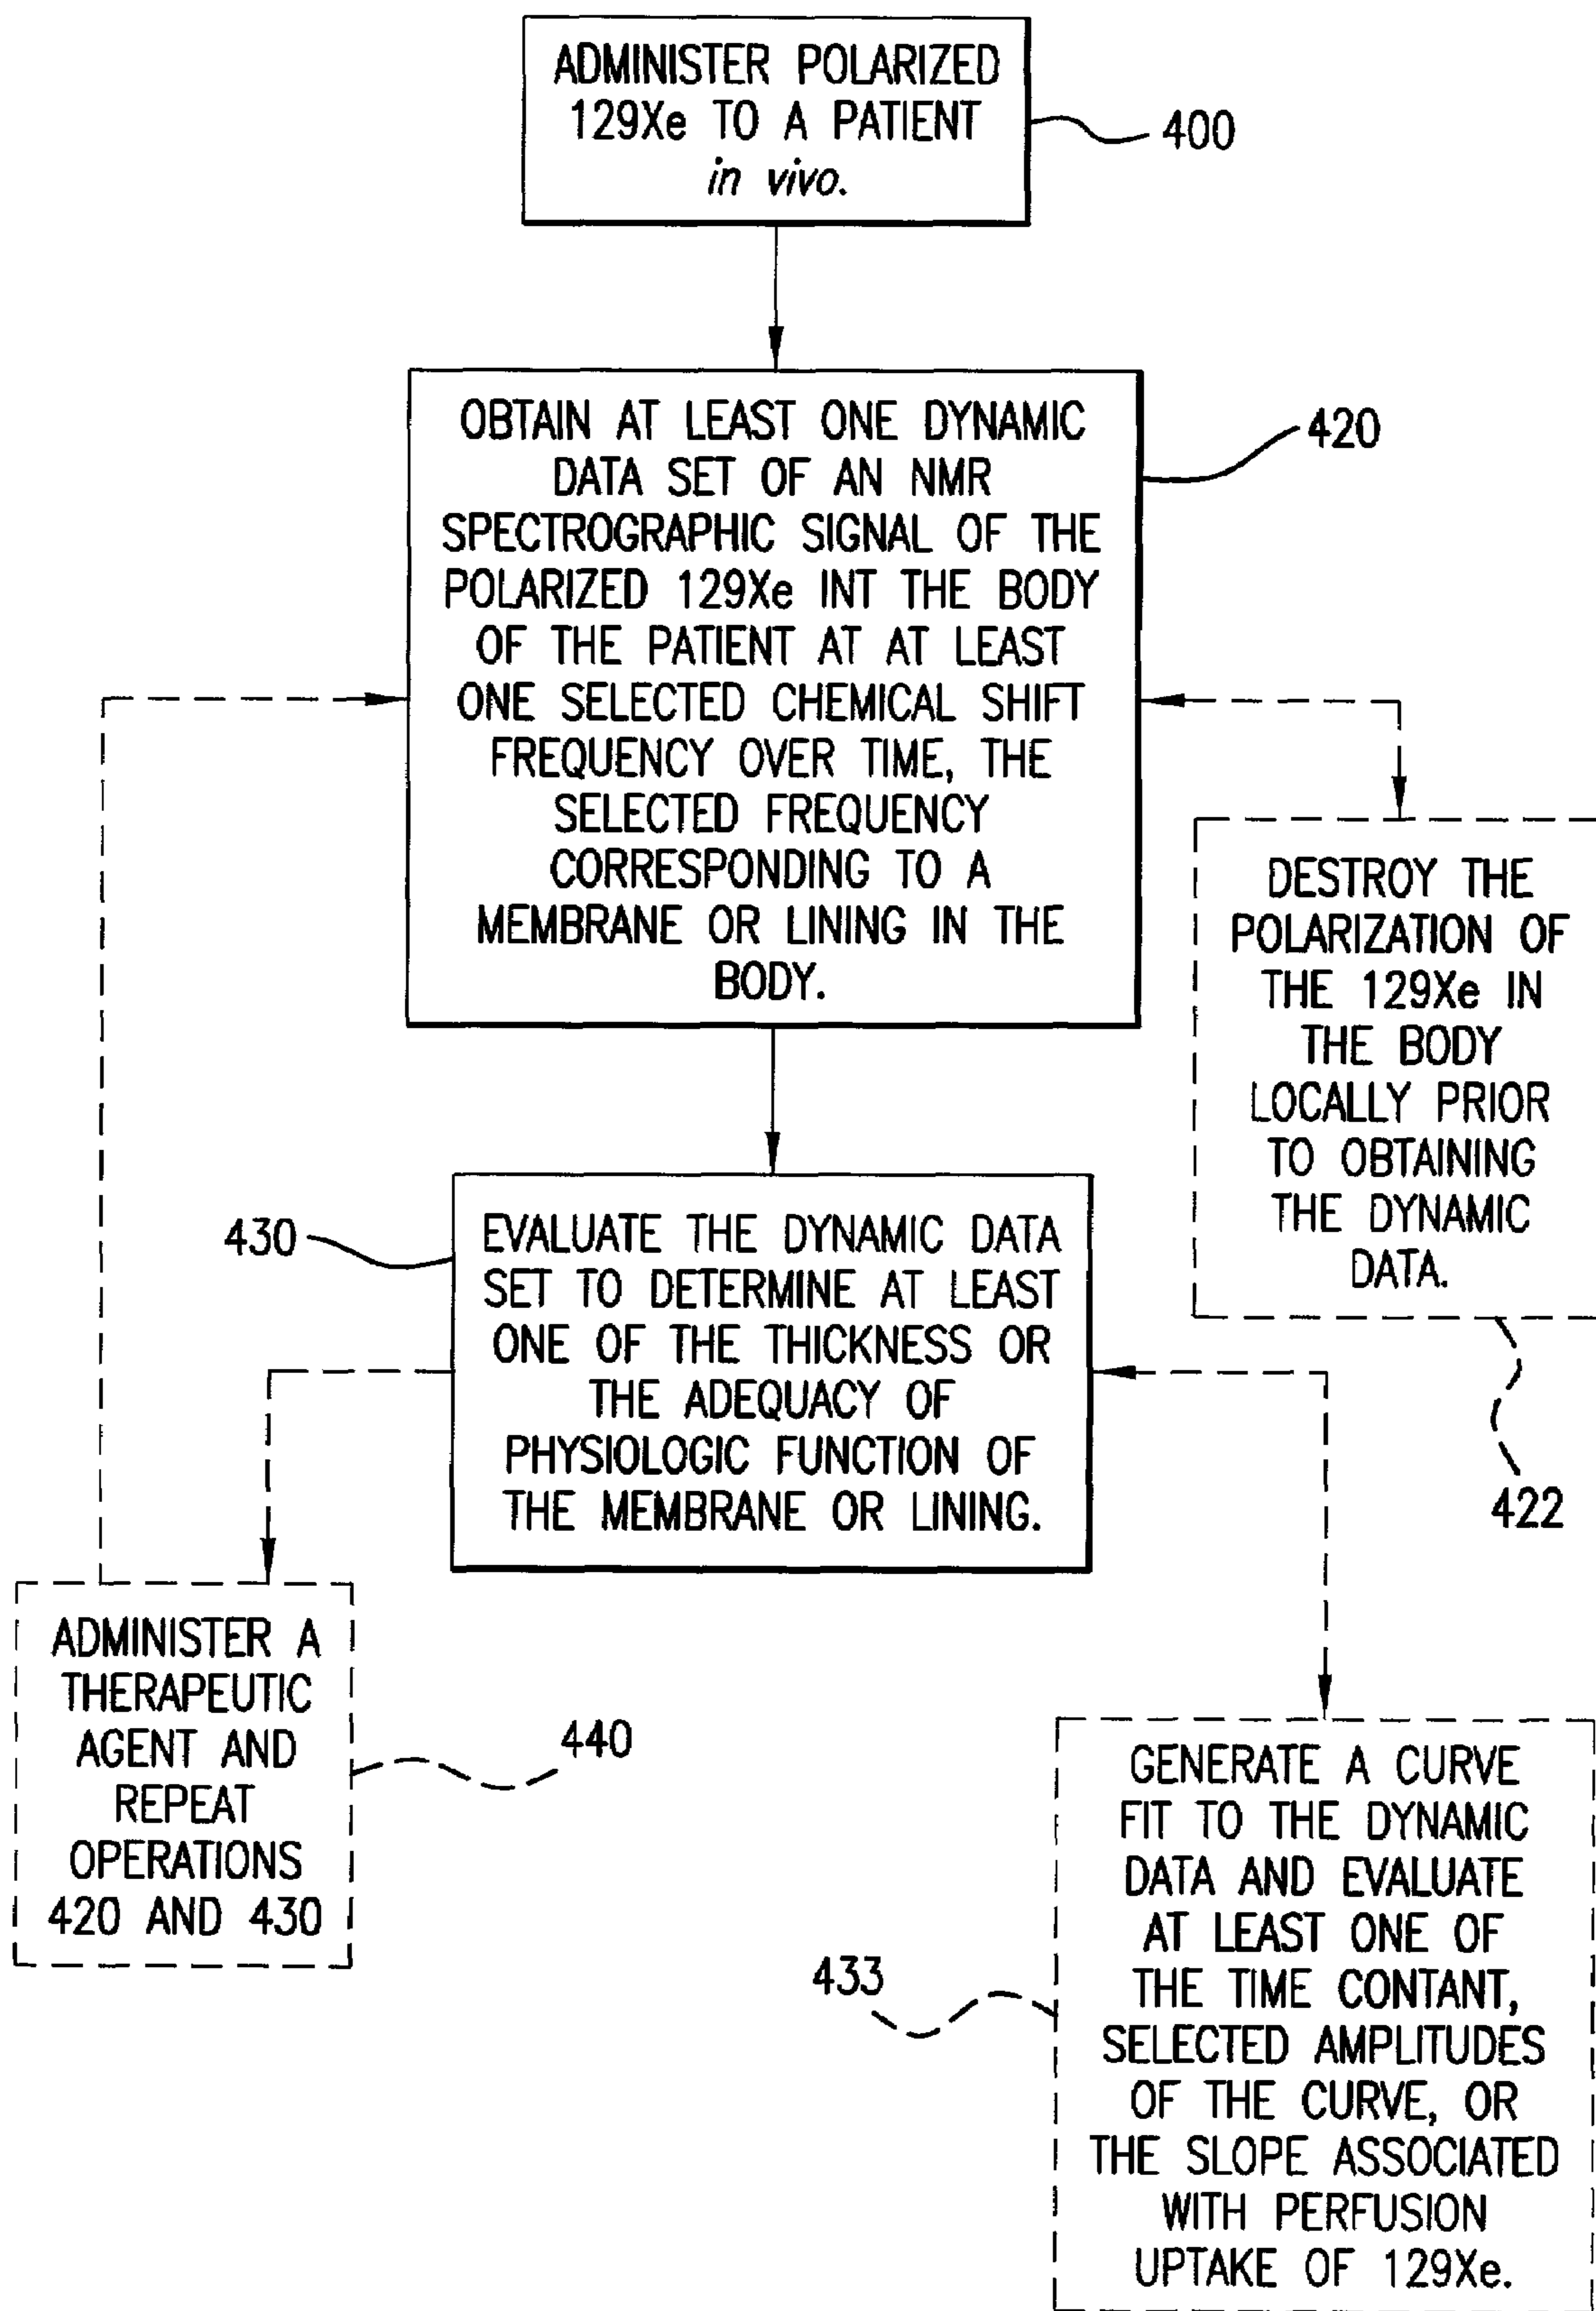 ADMINISTER POLARIZED
129Xe TO A PATIENT
in vivo.
400
OBTAIN AT LEAST ONE DYNAMIC
DATA SET OF AN NMR
SPECTROGRAPHIC SIGNAL OF THE
POLARIZED 129Xe INT THE BODY
OF THE PATIENT AT AT LEAST
ONE SELECTED CHEMICAL SHIFT
FREQUENCY OVER TIME, THE
SELECTED FREQUENCY
CORRESPONDING TO A
MEMBRANE OR LINING IN THE
BODY.
420
DESTROY THE
POLARIZATION OF
THE 129Xe IN
THE BODY
LOCALLY PRIOR
TO OBTAINING
THE DYNAMIC
DATA.
422
430
EVALUATE THE DYNAMIC DATA
SET TO DETERMINE AT LEAST
ONE OF THE THICKNESS OR
THE ADEQUACY OF
PHYSIOLOGIC FUNCTION OF
THE MEMBRANE OR LINING.
ADMINISTER A
THERAPEUTIC
AGENT AND
REPEAT
OPERATIONS
420 AND 430
440
433
GENERATE A CURVE
FIT TO THE DYNAMIC
DATA AND EVALUATE
AT LEAST ONE OF
THE TIME CONTANT,
SELECTED AMPLITUDES
OF THE CURVE, OR
THE SLOPE ASSOCIATED
WITH PERFUSION
UPTAKE OF 129Xe.